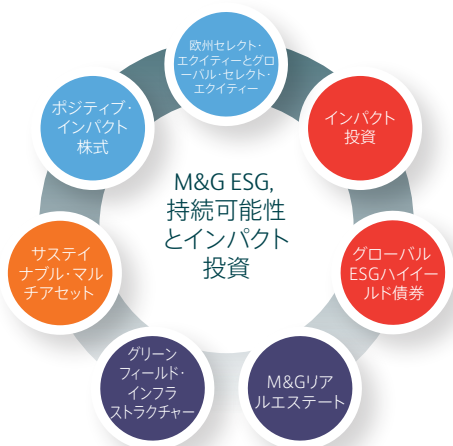 欧州セレクト・
エクイティーとグロ
ーバル・セレクト・
エクイティー
インパクト
投資
グローバル
ESGハイイー
ルド債券
M&Gリア
ルエステート
グリーン
フィールド・
インフラ
ストラクチャー
サステイ
ナブル・マル
チアセット
ポジティブ・
インパクト
株式
M&G ESG,
持続可能性
とインパクト
投資